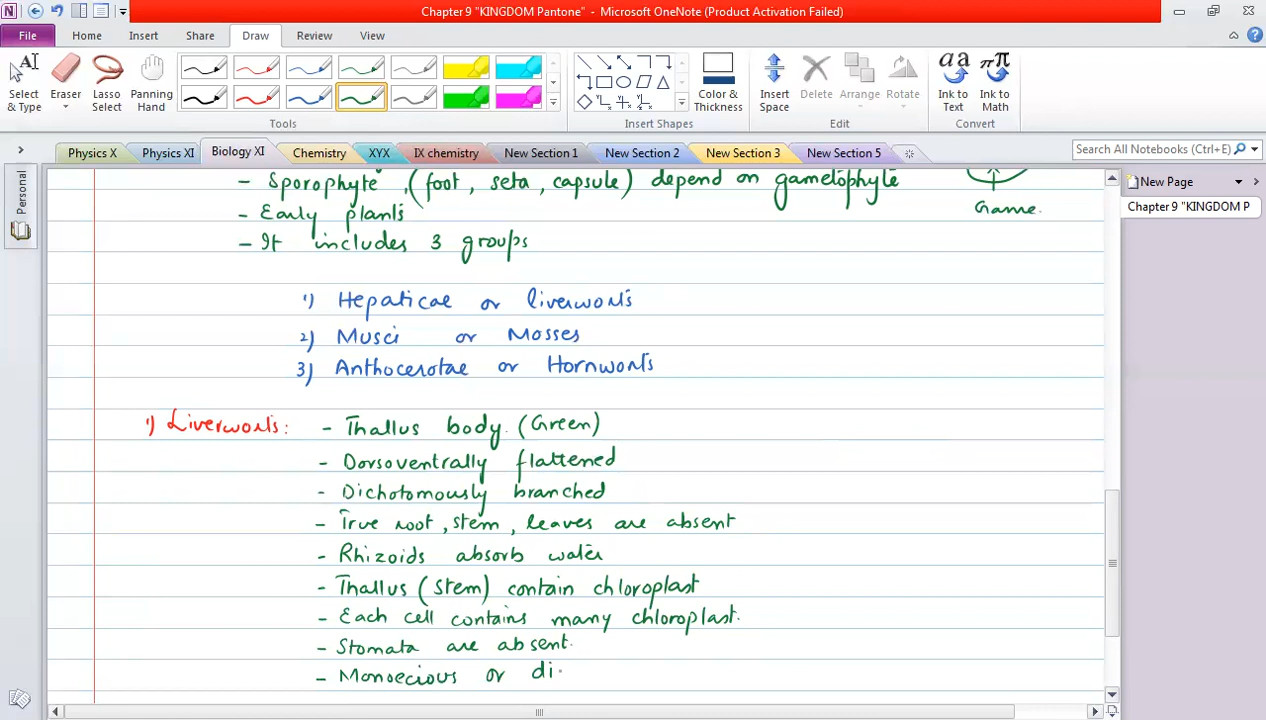 Chapter 9 "KINGDOM Pantone" - Microsoft OneNote (Product Activation Failed)
File Home Insert Share Draw Review View
Select & Type
Eraser
Lasso Select
Panning Hand
Color & Thickness
Insert Space
Delete
Arrange
Rotate
Ink to Text
Ink to Math
Tools Insert Shapes Edit Convert
Physics X Physics XI Biology XI Chemistry XYX IX chemistry New Section 1 New Section 2 New Section 3 New Section 5
Search All Notebooks (Ctrl+E)
Personal
New Page
Chapter 9 "KINGDOM P
- Sporophyte, (foot, seta, capsule) depend on gametophyte
Game.
- Early plants
- It includes 3 groups
1) Hepaticae or liverworts
2) Musci or Mosses
3) Anthocerotae or Hornworts
1) Liverworts: - Thallus body. (Green)
- Dorsoventrally flattened
- Dichotomously branched
- True root, stem, leaves are absent
- Rhizoids absorb water
- Thallus (Stem) contain chloroplast
- Each cell contains many chloroplast.
- Stomata are absent.
- Monoecious or di